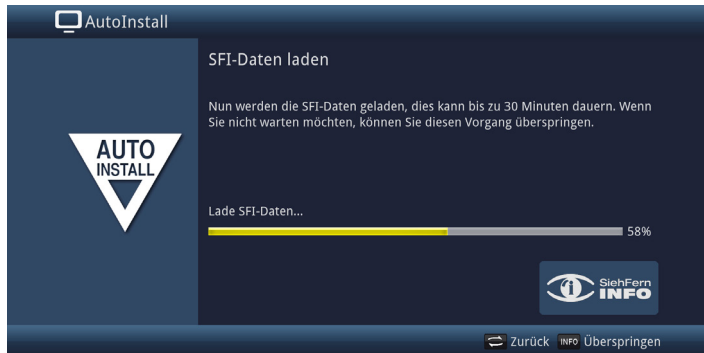 AutoInstall
SFI-Daten laden
Nun werden die SFI-Daten geladen, dies kann bis zu 30 Minuten dauern. Wenn
Sie nicht warten möchten, können Sie diesen Vorgang überspringen.
AUTO
INSTALL
Lade SFI-Daten...
58%
i
SiehFern
INFO
Zurück INFO Überspringen